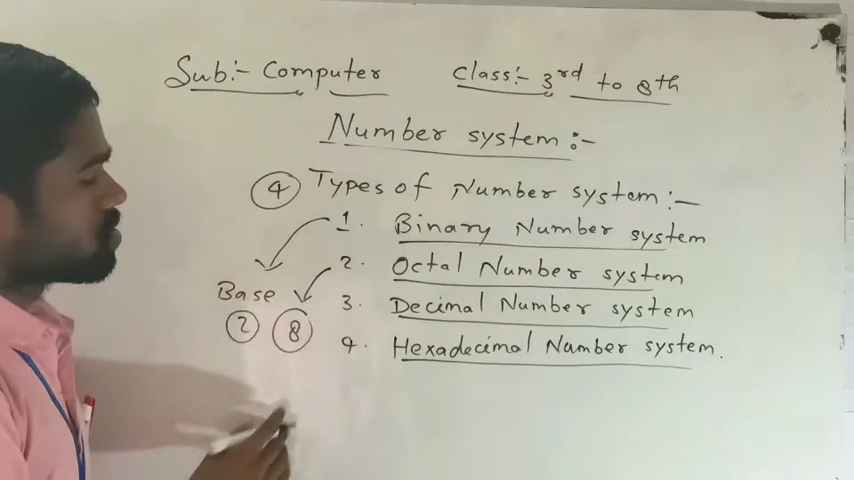 Sub:- Computer Class:- 3rd to 8th
Number system:-
④ Types of Number system:-
1. Binary Number system
2. Octal Number system
Base
② ⑧
3. Decimal Number system
4. Hexadecimal Number system.